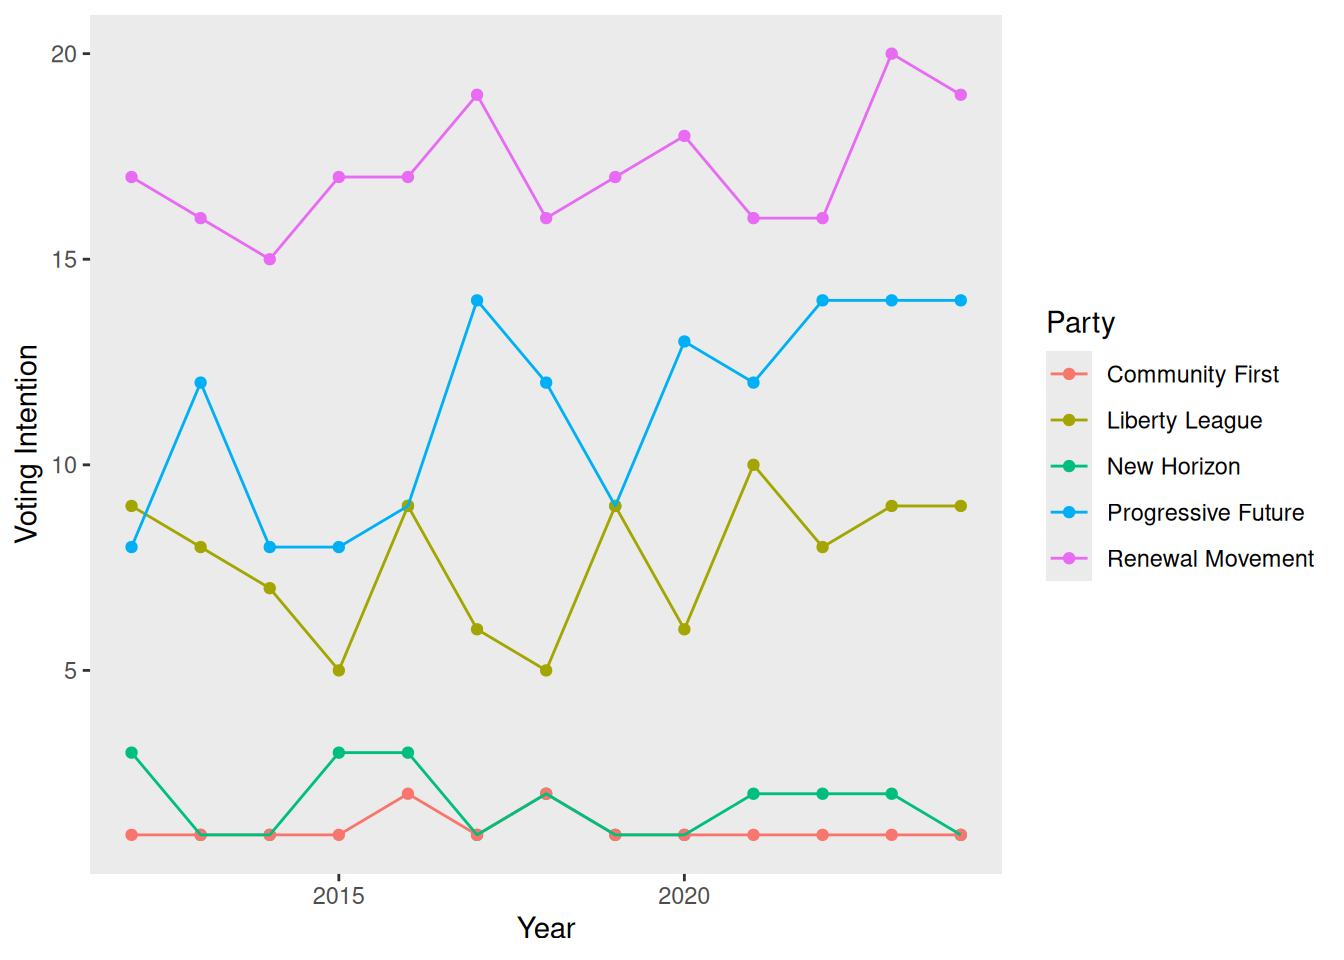 20
15
10
5
Voting Intention
2015 2020
Year
Party
Community First
Liberty League
New Horizon
Progressive Future
Renewal Movement